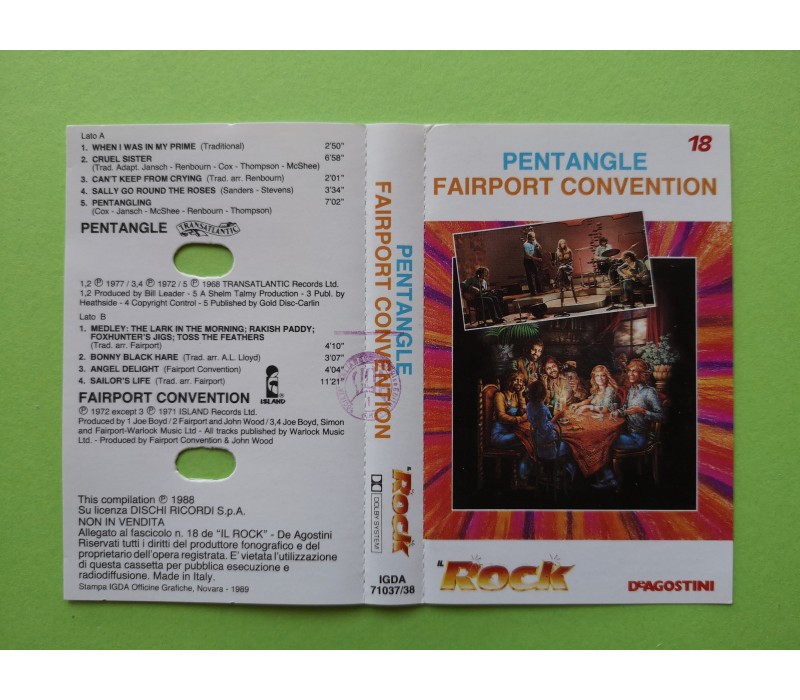 Lato A
1. WHEN I WAS IN MY PRIME (Traditional) 2'50"
2. CRUEL SISTER 6'58"
(Trad. Adapt. Jansch - Renbourn - Cox - Thompson - McShee)
3. CAN'T KEEP FROM CRYING (Trad. arr. Renbourn) 2'01"
4. SALLY GO ROUND THE ROSES (Sanders - Stevens) 3'34"
5. PENTANGLING 7'02"
(Cox - Jansch - McShee - Renbourn - Thompson)
PENTANGLE TRANSATLANTIC
1,2 Ⓟ 1977 / 3,4 Ⓟ 1972 / 5 Ⓟ 1968 TRANSATLANTIC Records Ltd.
1,2 Produced by Bill Leader - 5 A Shelm Talmy Production - 3 Publ. by
Heathside - 4 Copyright Control - 5 Published by Gold Disc-Carlin
Lato B
1. MEDLEY: THE LARK IN THE MORNING; RAKISH PADDY;
FOXHUNTER'S JIGS; TOSS THE FEATHERS
(Trad. arr. Fairport) 4'10"
2. BONNY BLACK HARE (Trad. arr. A.L. Lloyd) 3'07"
3. ANGEL DELIGHT (Fairport Convention) 4'04"
4. SAILOR'S LIFE (Trad. arr. Fairport) 11'21"
FAIRPORT CONVENTION ISLAND
Ⓟ 1972 except 3 Ⓟ 1971 ISLAND Records Ltd.
Produced by 1 Joe Boyd / 2 Fairport and John Wood / 3,4 Joe Boyd, Simon
and Fairport-Warlock Music Ltd - All tracks published by Warlock Music
Ltd. - Produced by Fairport Convention & John Wood
This compilation Ⓟ 1988
Su licenza DISCHI RICORDI S.p.A.
NON IN VENDITA
Allegato al fascicolo n. 18 de "IL ROCK" - De Agostini
Riservati tutti i diritti del produttore fonografico e del
proprietario dell'opera registrata. E' vietata l'utilizzazione
di questa cassetta per pubblica esecuzione e
radiodiffusione. Made in Italy.
Stampa IGDA Officine Grafiche, Novara - 1989
PENTANGLE
FAIRPORT CONVENTION
IL ROCK
DOLBY SYSTEM
IGDA
71037/38
18
PENTANGLE
FAIRPORT CONVENTION
IL ROCK
DEAGOSTINI